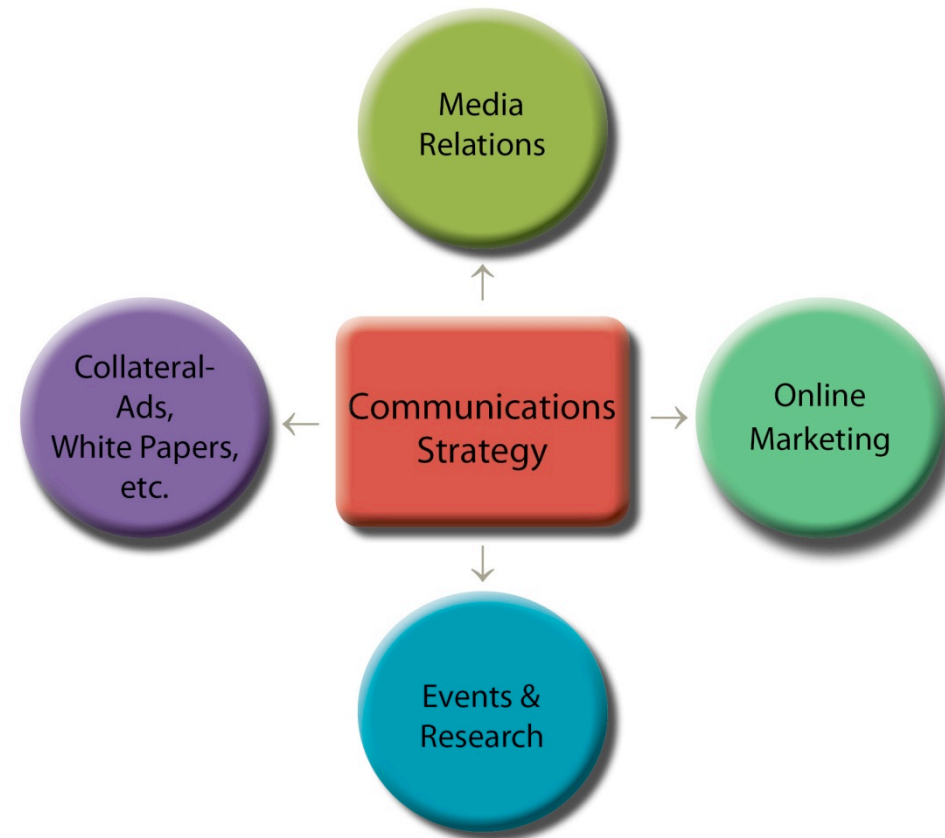 Media
Relations
Collateral-
Ads,
White Papers,
etc.
Communications
Strategy
Online
Marketing
Events &
Research